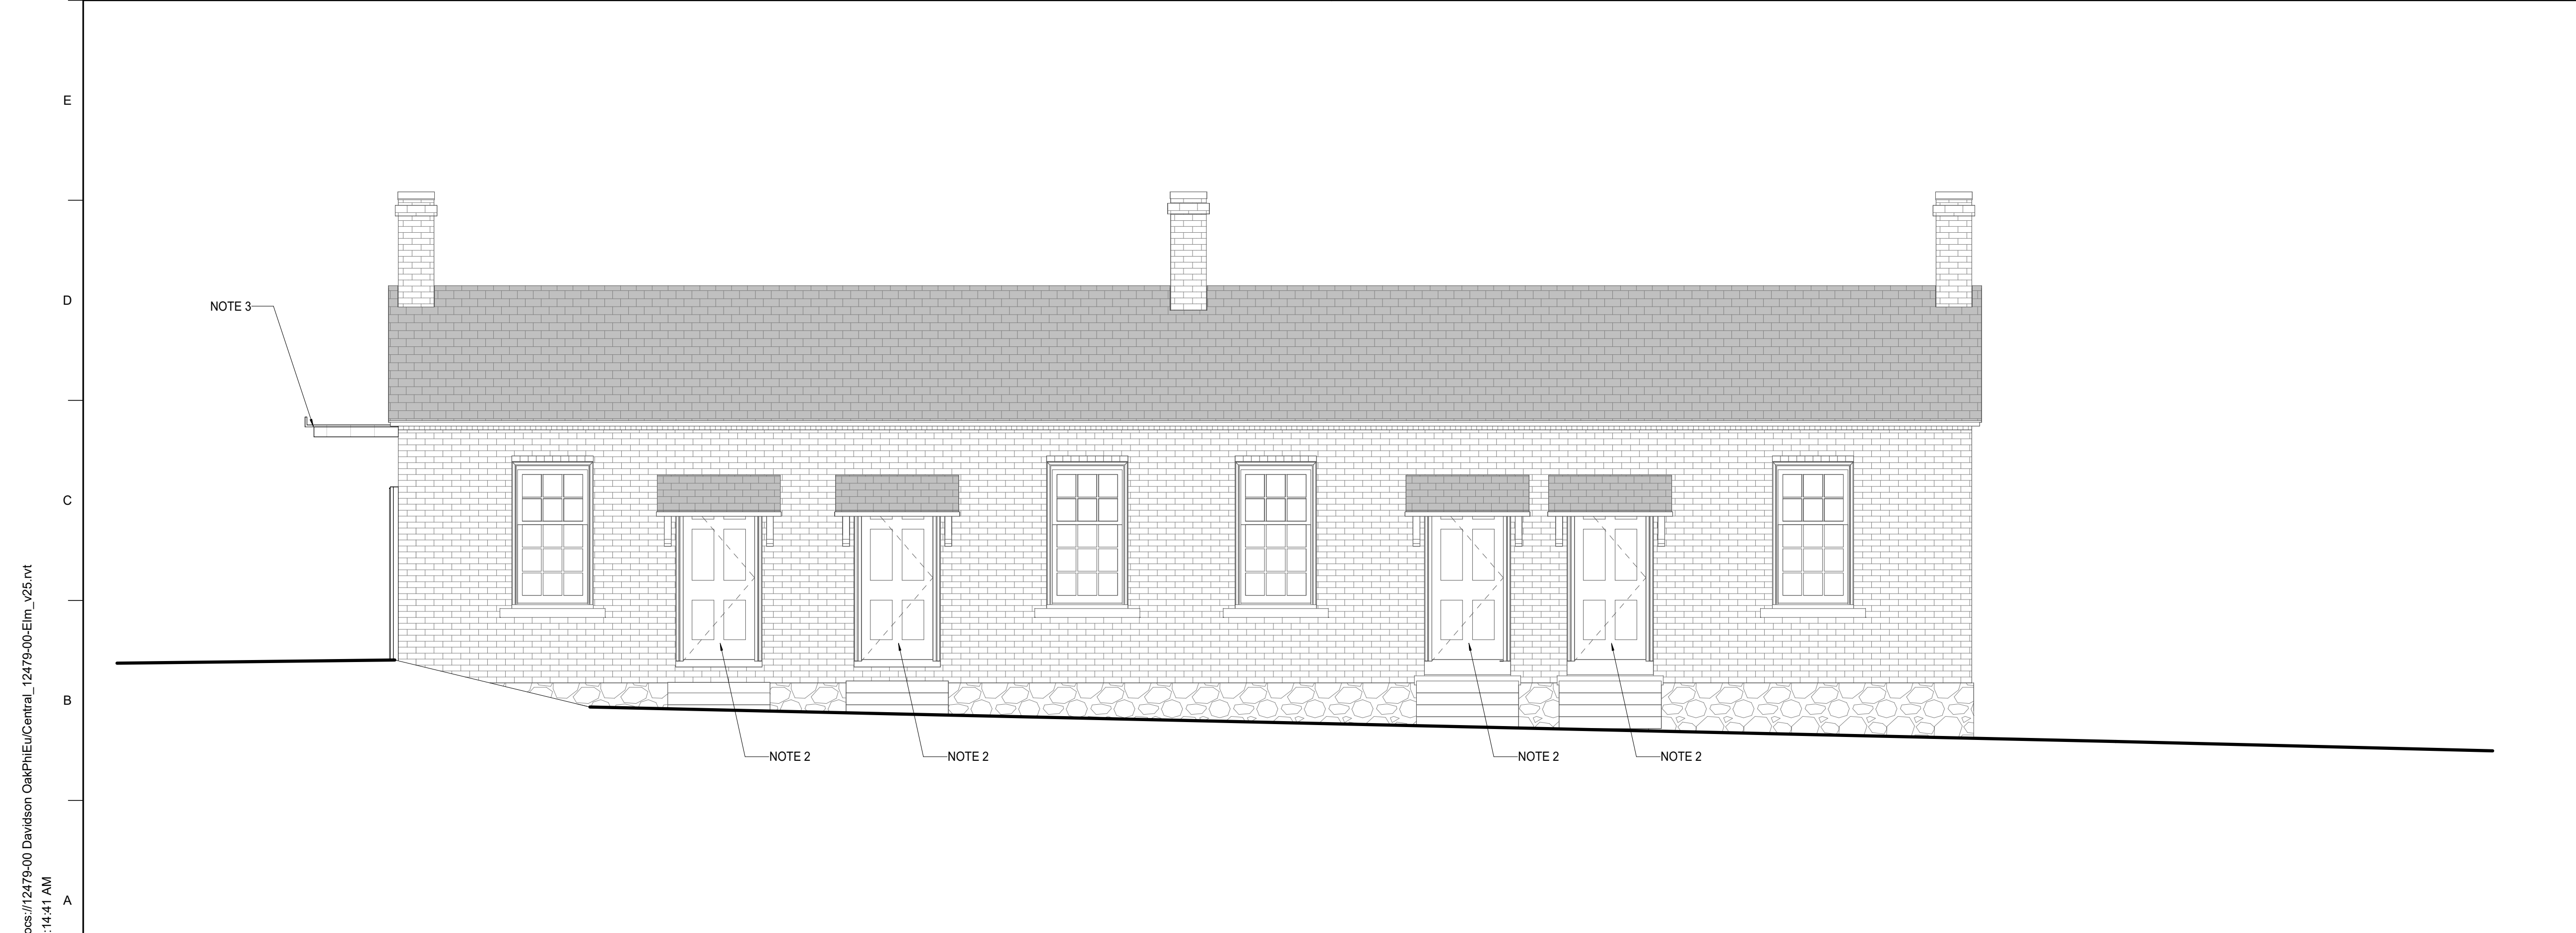 E
D
NOTE 3
C
B
NOTE 2
NOTE 2
NOTE 2
NOTE 2
A
ocs://12479-00 Davidson OakPhiEu/Central_12479-00-Elm_v25.rvt
:14:41 AM